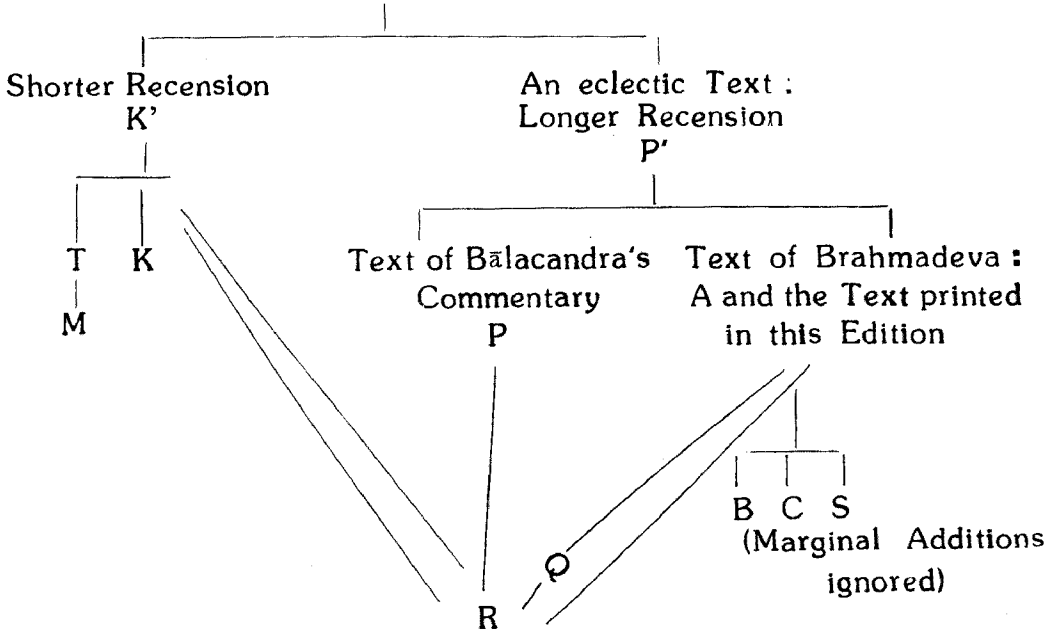 Shorter Recension
K’
An eclectic Text :
Longer Recension
P'
T K
M
Text of Bālacandra's
Commentary
P
Text of Brahmadeva :
A and the Text printed
in this Edition
B C S
(Marginal Additions
ignored)
Q
R